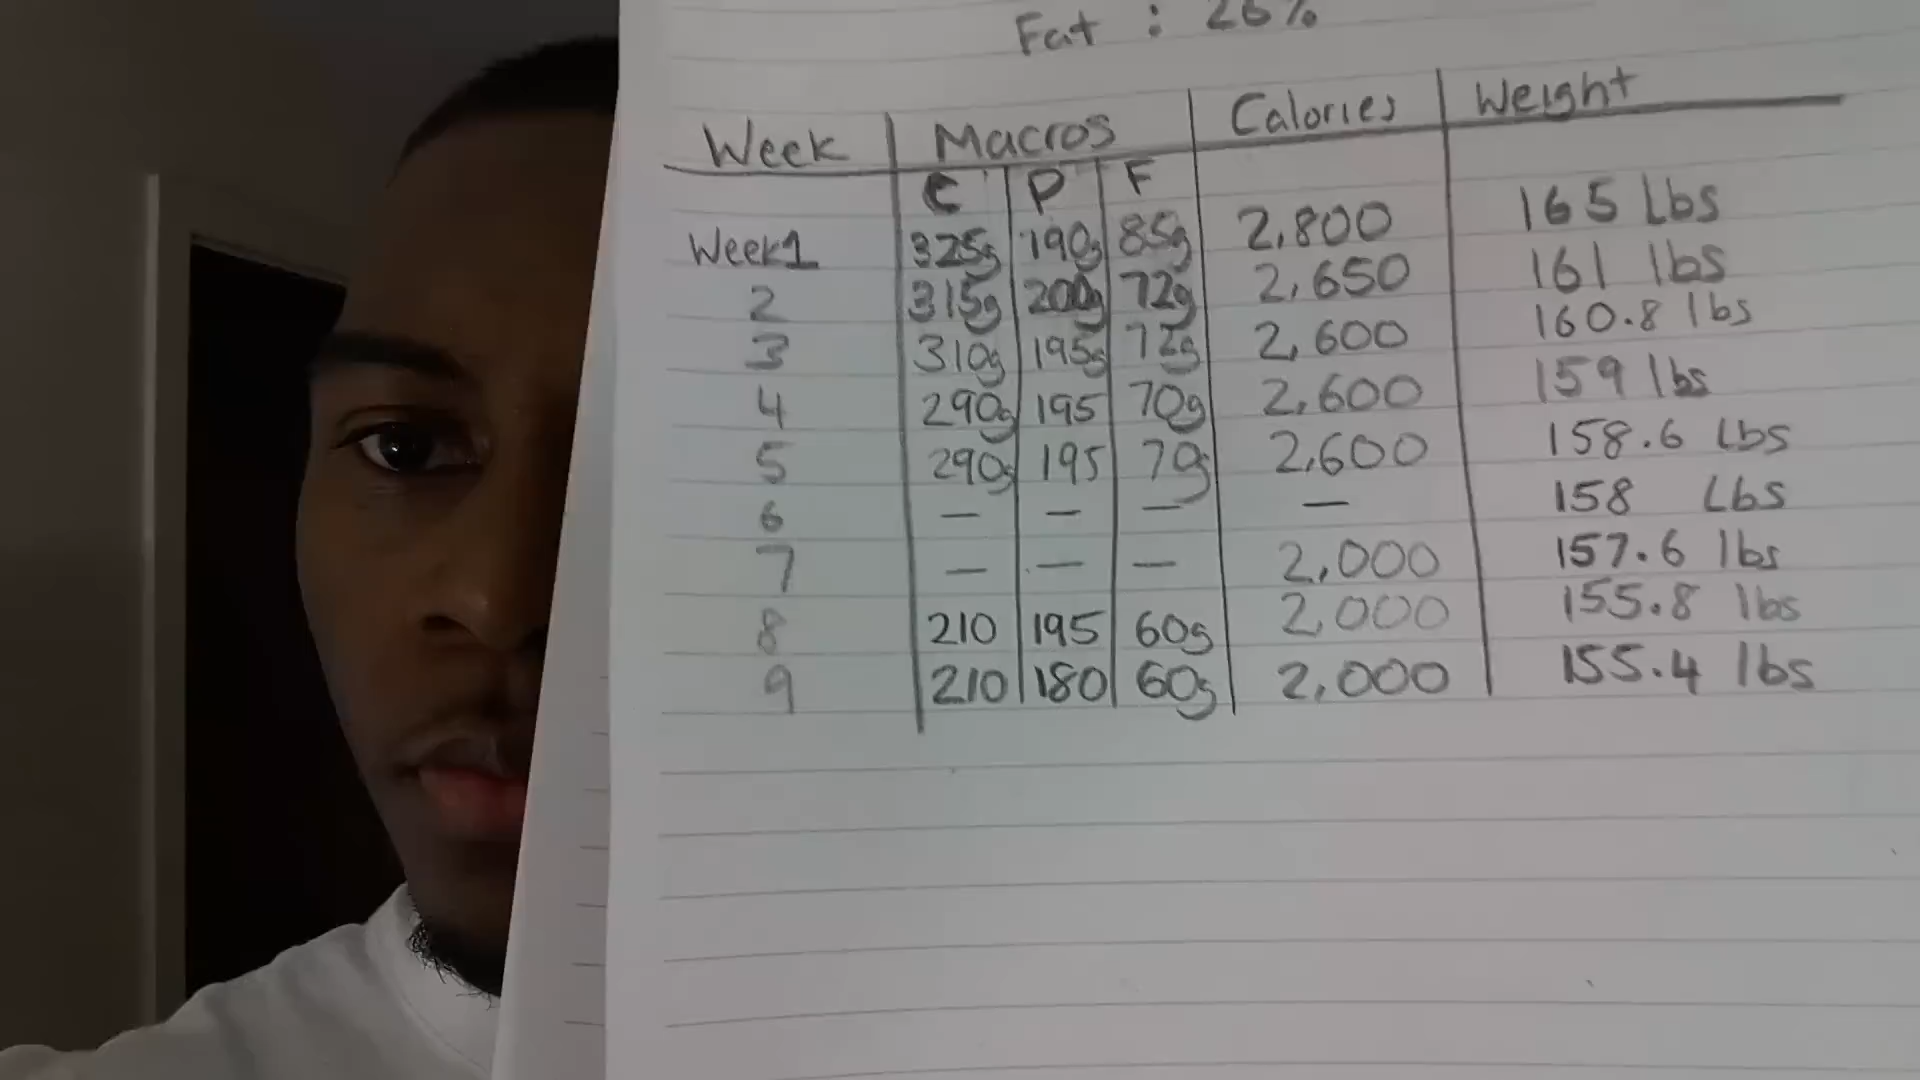 Fat : 26%
Week Macros Calories Weight
C P F
Week 1 325g 190g 85g 2,800 165 Lbs
2 315g 200g 72g 2,650 161 lbs
3 310g 195g 72g 2,600 160.8 lbs
4 290g 195 70g 2,600 159 lbs
5 290g 195 70g 2,600 158.6 Lbs
6 — — — — 158 Lbs
7 — — — 2,000 157.6 lbs
8 210 195 60g 2,000 155.8 lbs
9 210 180 60g 2,000 155.4 lbs